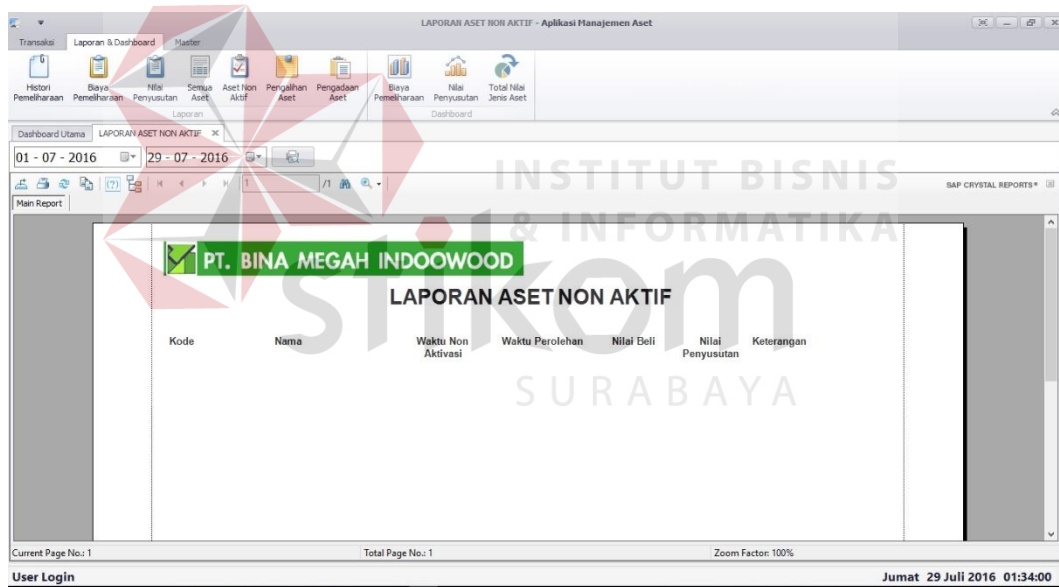 LAPORAN ASET NON AKTIF - Aplikasi Manajemen Aset
Transaksi Laporan & Dashboard Master
Histori Pemeliharaan
Biaya Pemeliharaan
Nilai Penyusutan
Semua Aset
Aset Non Aktif
Pengalihan Aset
Pengadaan Aset
Biaya Pemeliharaan
Nilai Penyusutan
Total Nilai Jenis Aset
Laporan Dashboard
Dashboard Utama LAPORAN ASET NON AKTIF
01 - 07 - 2016 29 - 07 - 2016
1 /1 SAP CRYSTAL REPORTS®
Main Report
INSTITUT BISNIS
& INFORMATIKA
stikom
SURABAYA
PT. BINA MEGAH INDOOWOOD
LAPORAN ASET NON AKTIF
Kode Nama Waktu Non Aktivasi Waktu Perolehan Nilai Beli Nilai Penyusutan Keterangan
Current Page No.: 1 Total Page No.: 1 Zoom Factor: 100%
User Login Jumat 29 Juli 2016 01:34:00